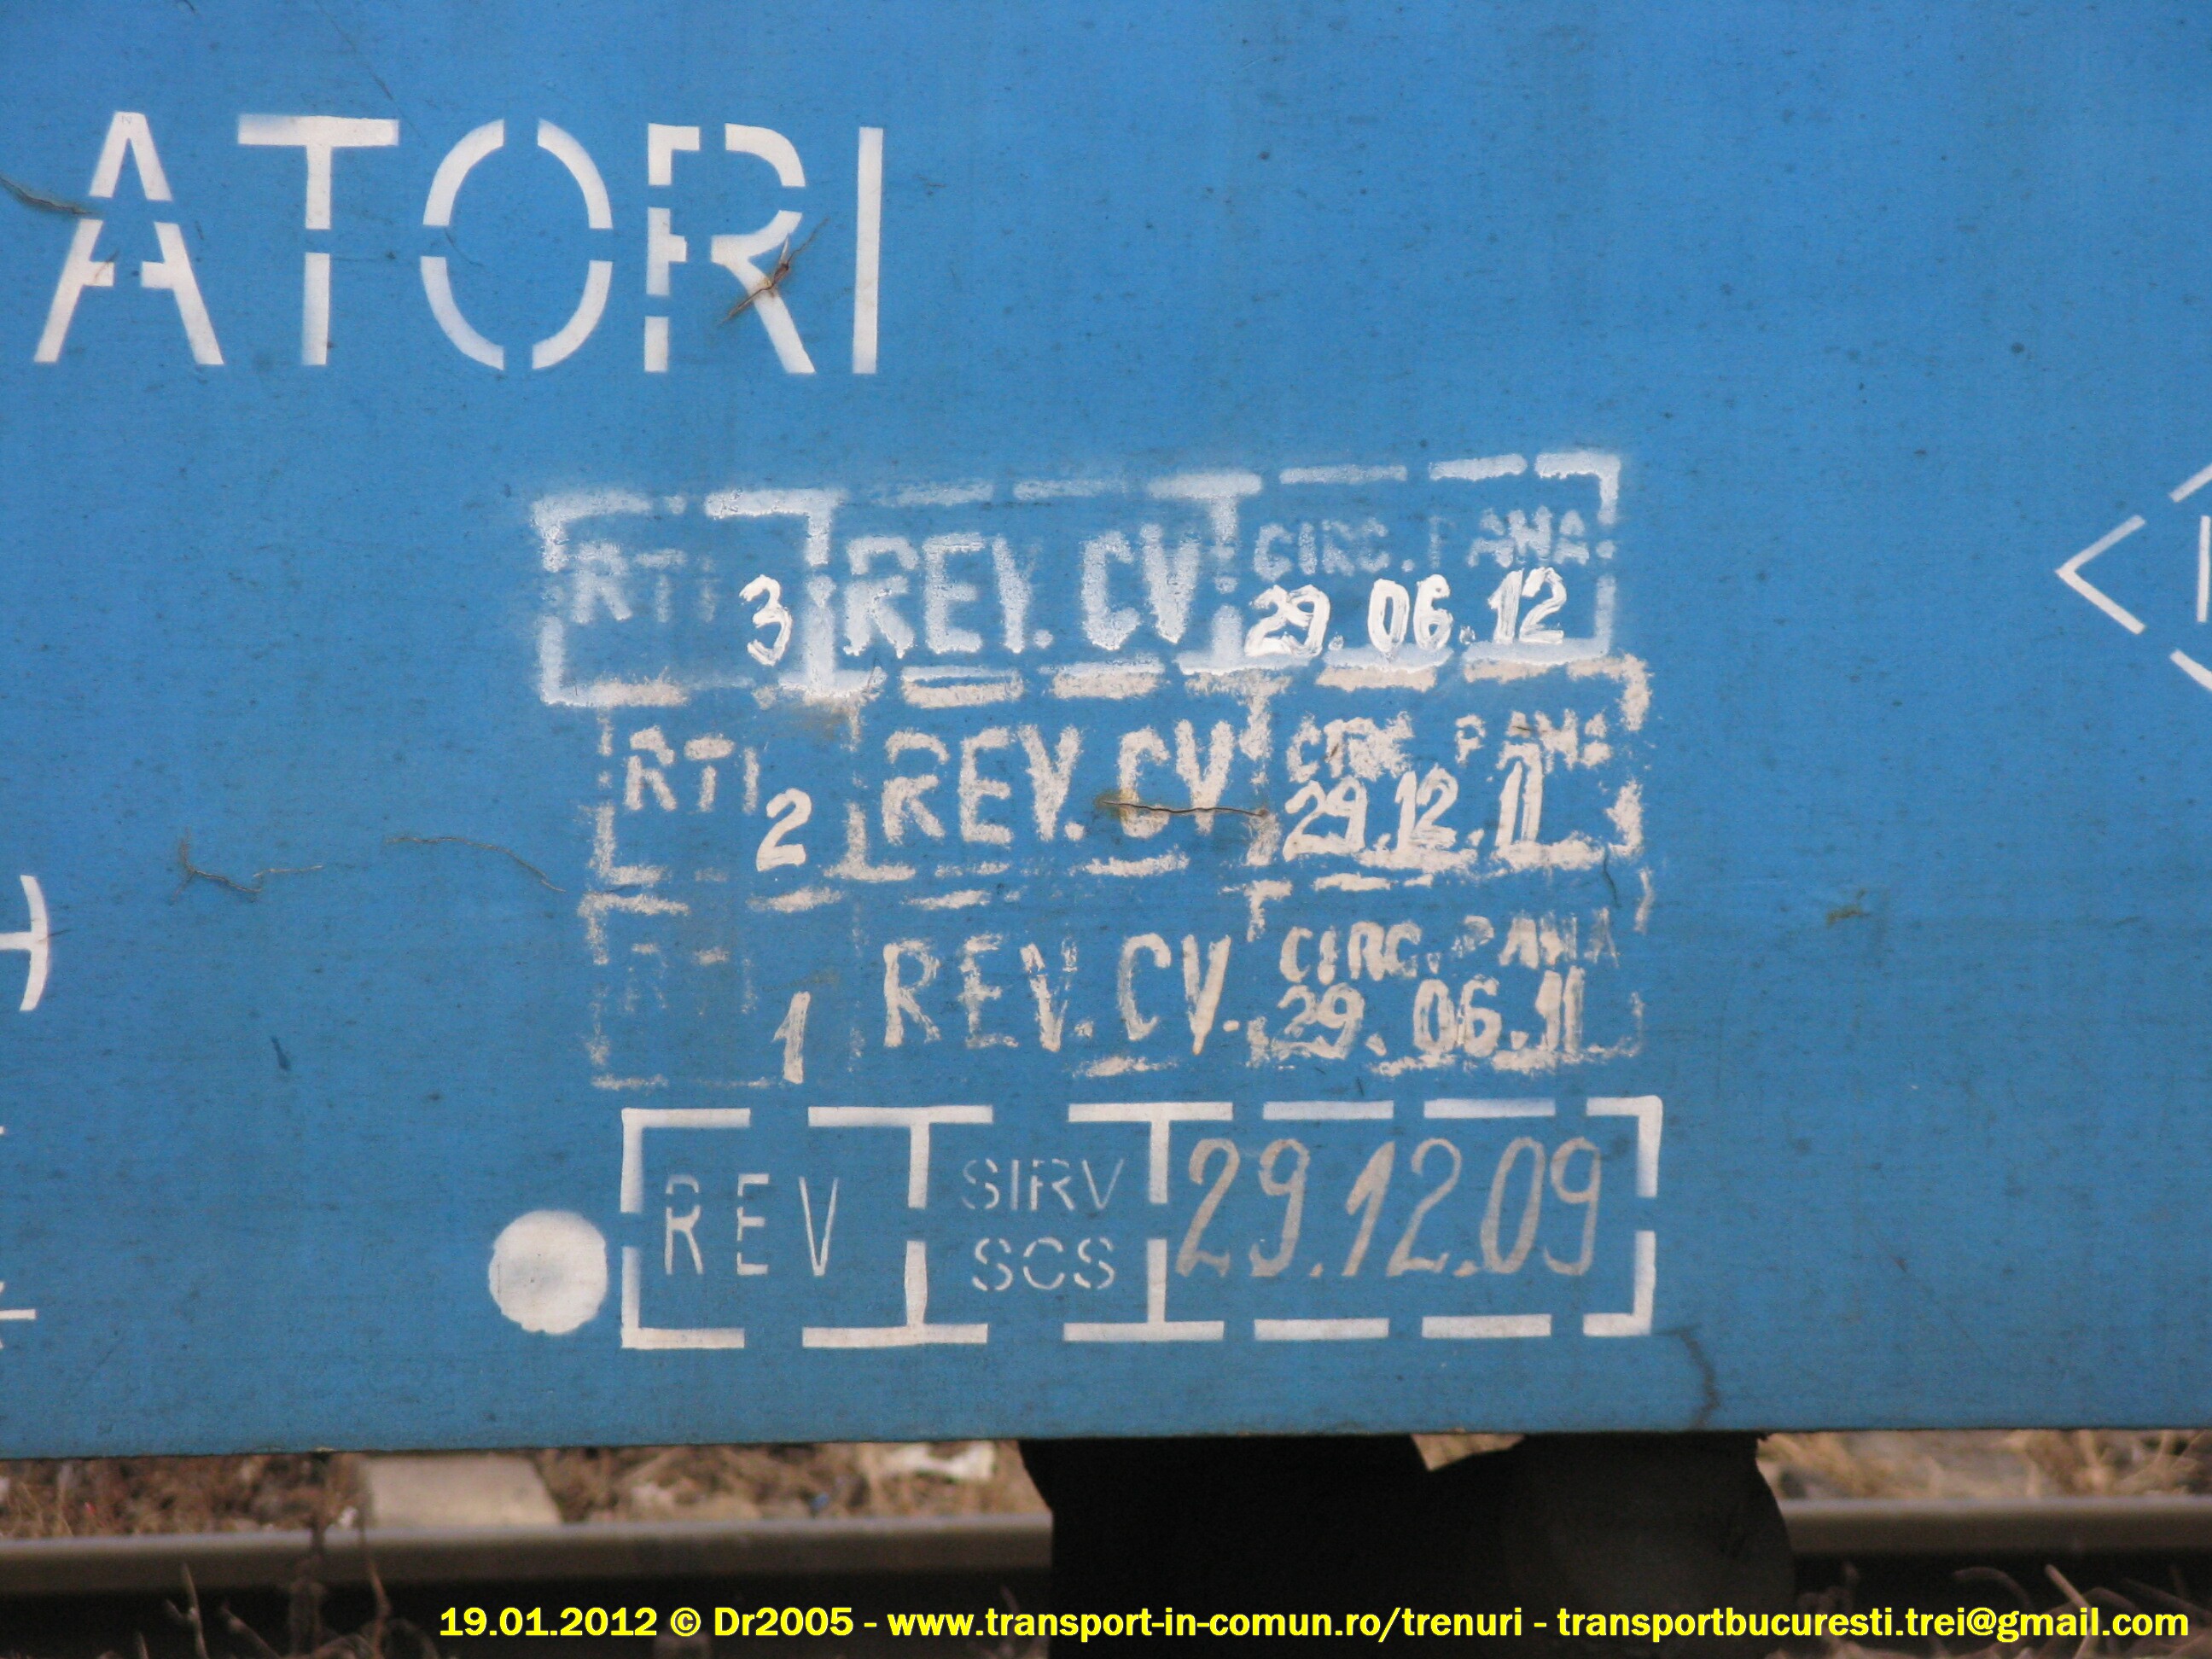 ATORI
RTI 3 REV. CV CIRC. PANA: 29.06.12
RTI 2 REV. CV CIRC. PANA 29.12.11
RTI 1 REV. CV. CIRC. PANA 29.06.11
REV SIRV SCS 29.12.09
19.01.2012 © Dr2005 - www.transport-in-comun.ro/trenuri - transportbucuresti.trei@gmail.com